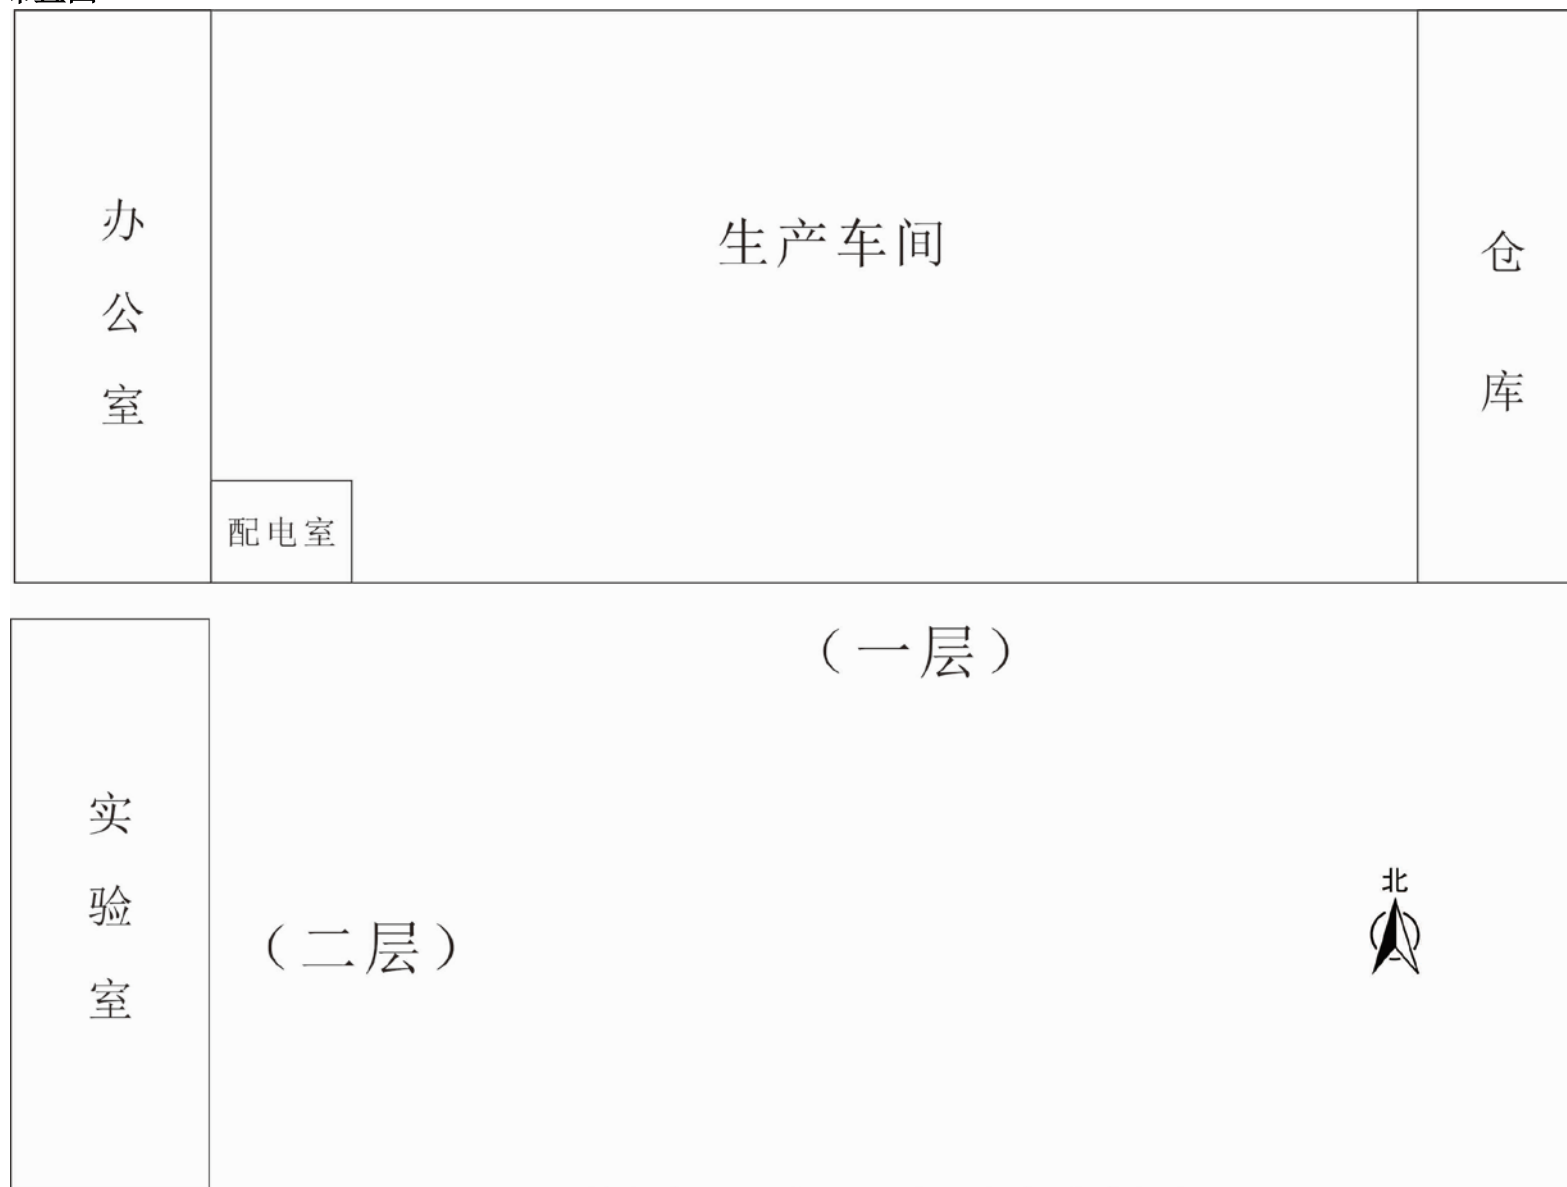 办公室
生产车间
仓库
配电室
（一层）
实验室
（二层）
北